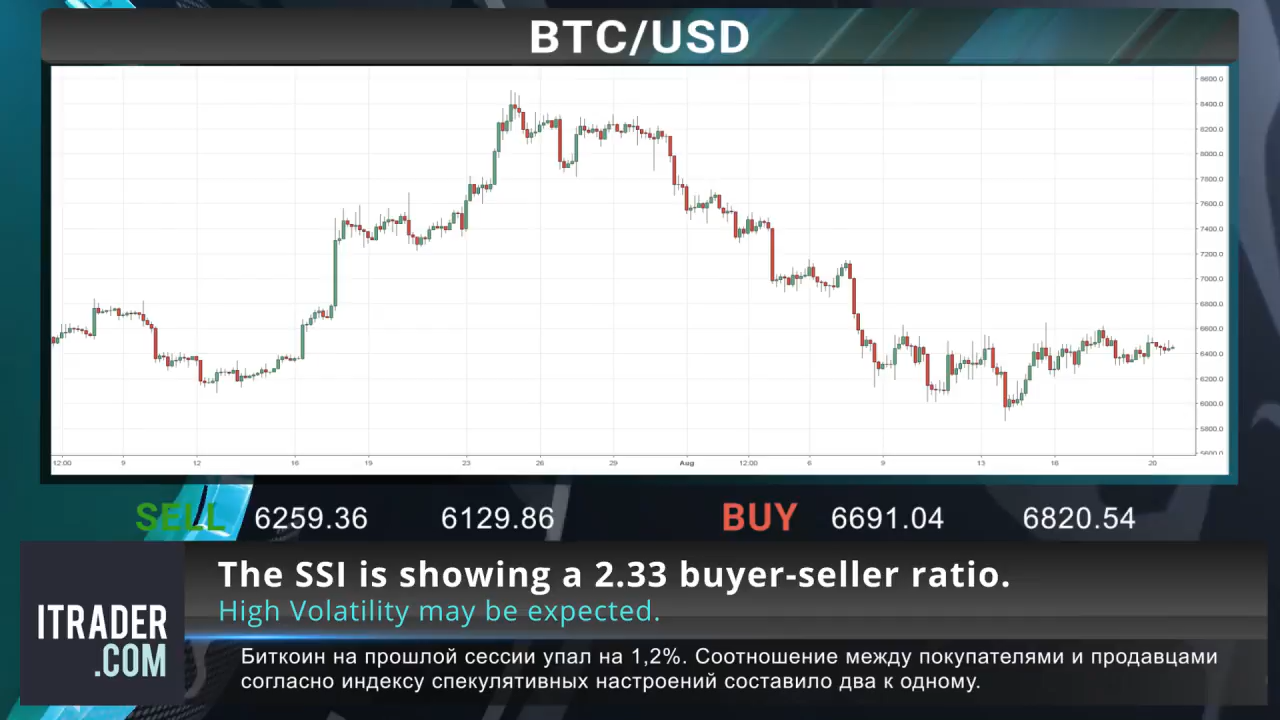 BTC/USD
8600.0
8400.0
8200.0
8000.0
7800.0
7600.0
7400.0
7200.0
7000.0
6800.0
6600.0
6400.0
6200.0
6000.0
5800.0
5600.0
12:00 9 12 16 19 23 26 29 Aug 12:00 6 9 13 16 20
SELL 6259.36 6129.86 BUY 6691.04 6820.54
The SSI is showing a 2.33 buyer-seller ratio.
High Volatility may be expected.
ITRADER
.COM
Биткоин на прошлой сессии упал на 1,2%. Соотношение между покупателями и продавцами
согласно индексу спекулятивных настроений составило два к одному.